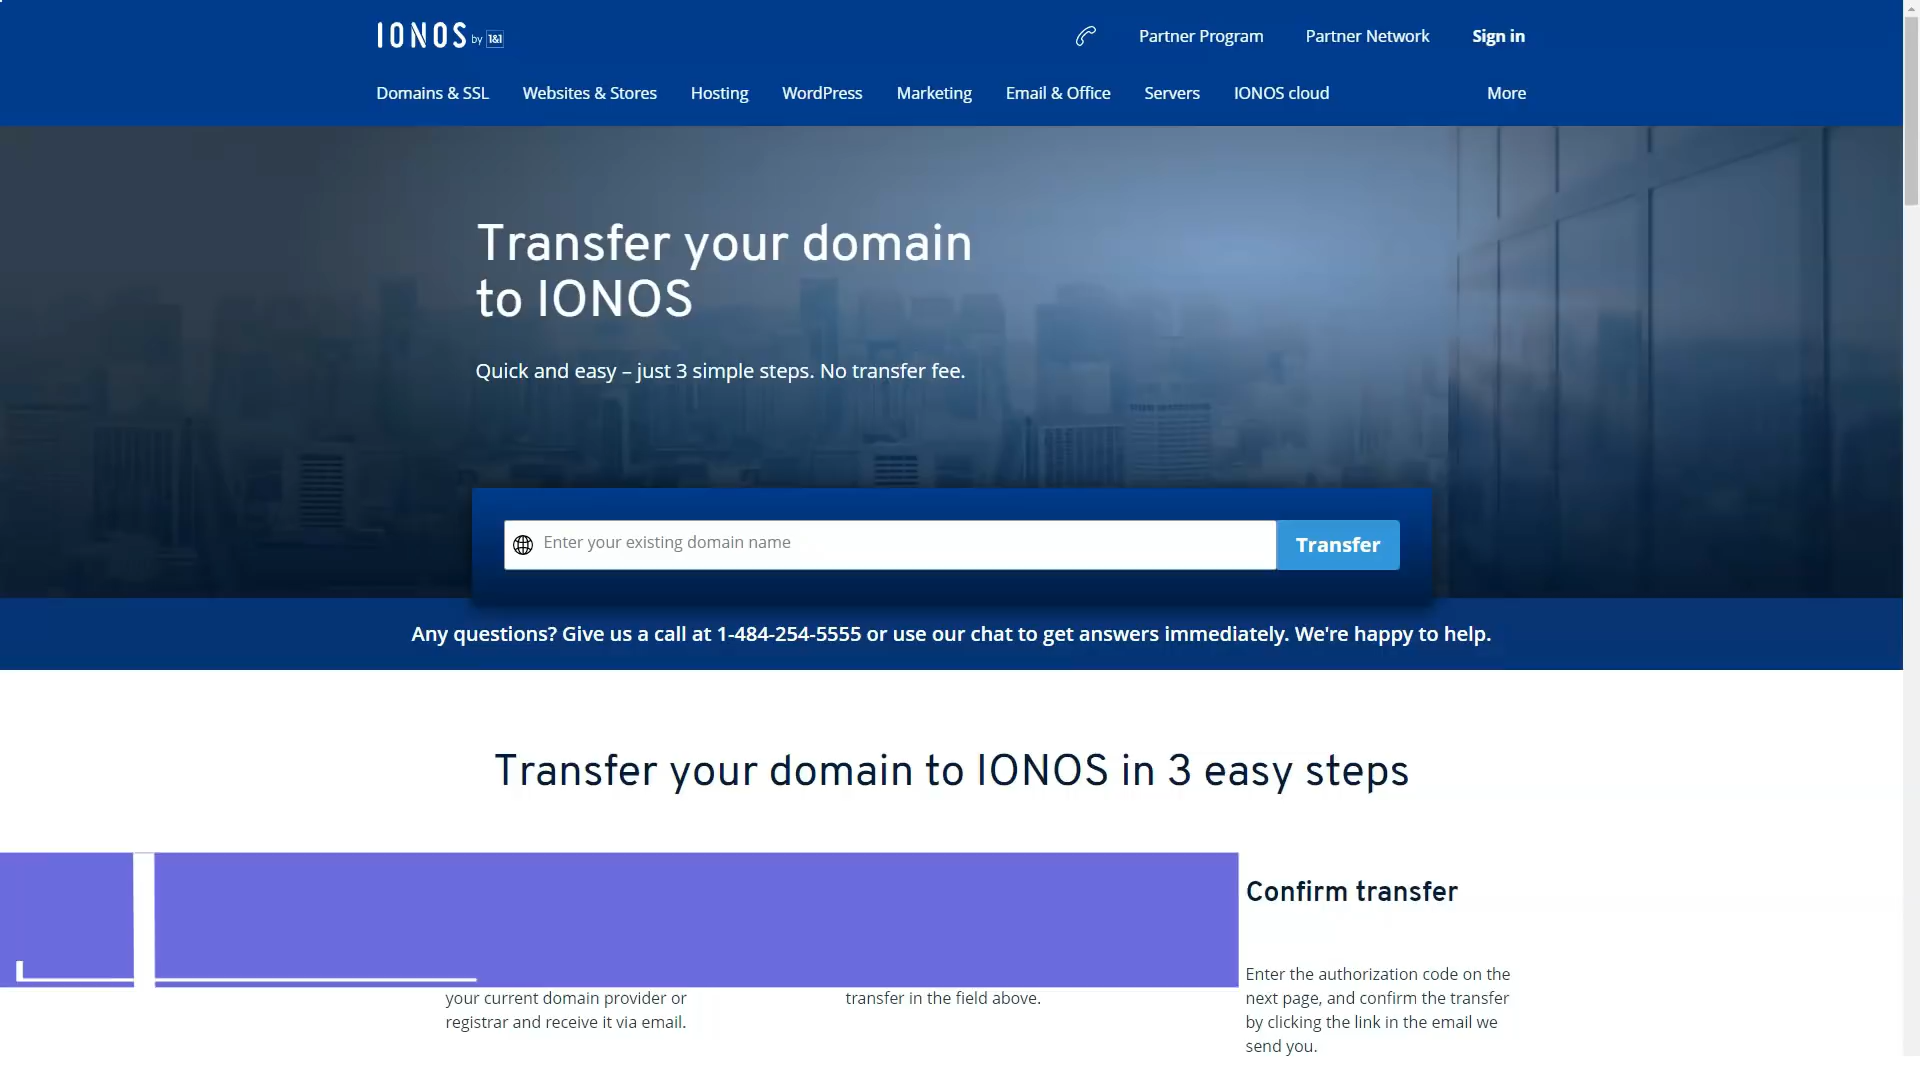 IONOS by 1&1
Partner Program
Partner Network
Sign in
Domains & SSL
Websites & Stores
Hosting
WordPress
Marketing
Email & Office
Servers
IONOS cloud
More
Transfer your domain
to IONOS
Quick and easy – just 3 simple steps. No transfer fee.
Enter your existing domain name
Transfer
Any questions? Give us a call at 1-484-254-5555 or use our chat to get answers immediately. We're happy to help.
Transfer your domain to IONOS in 3 easy steps
your current domain provider or
registrar and receive it via email.
transfer in the field above.
Confirm transfer
Enter the authorization code on the
next page, and confirm the transfer
by clicking the link in the email we
send you.